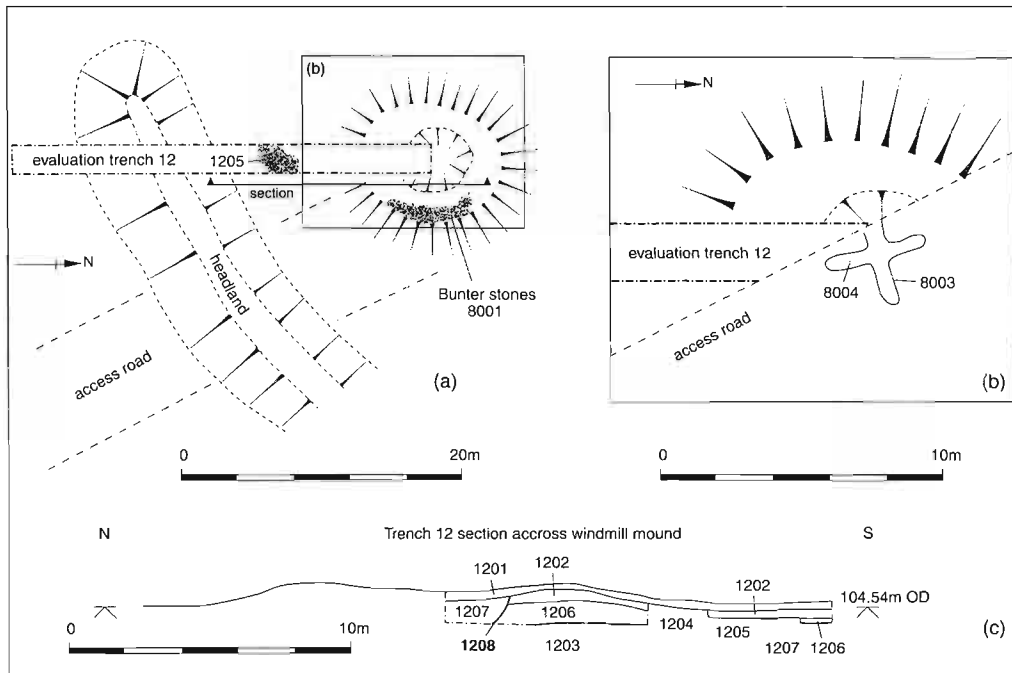 (b)
evaluation trench 12
1205
section
N
headland
Bunter stones
8001
access road
(a)
0
20m
N
evaluation trench 12
8004
8003
access road
(b)
0
10m
N
Trench 12 section accross windmill mound
S
1201
1202
1202
104.54m OD
1207
1206
1204
1205
1208
1203
1207
1206
0
10m
(c)